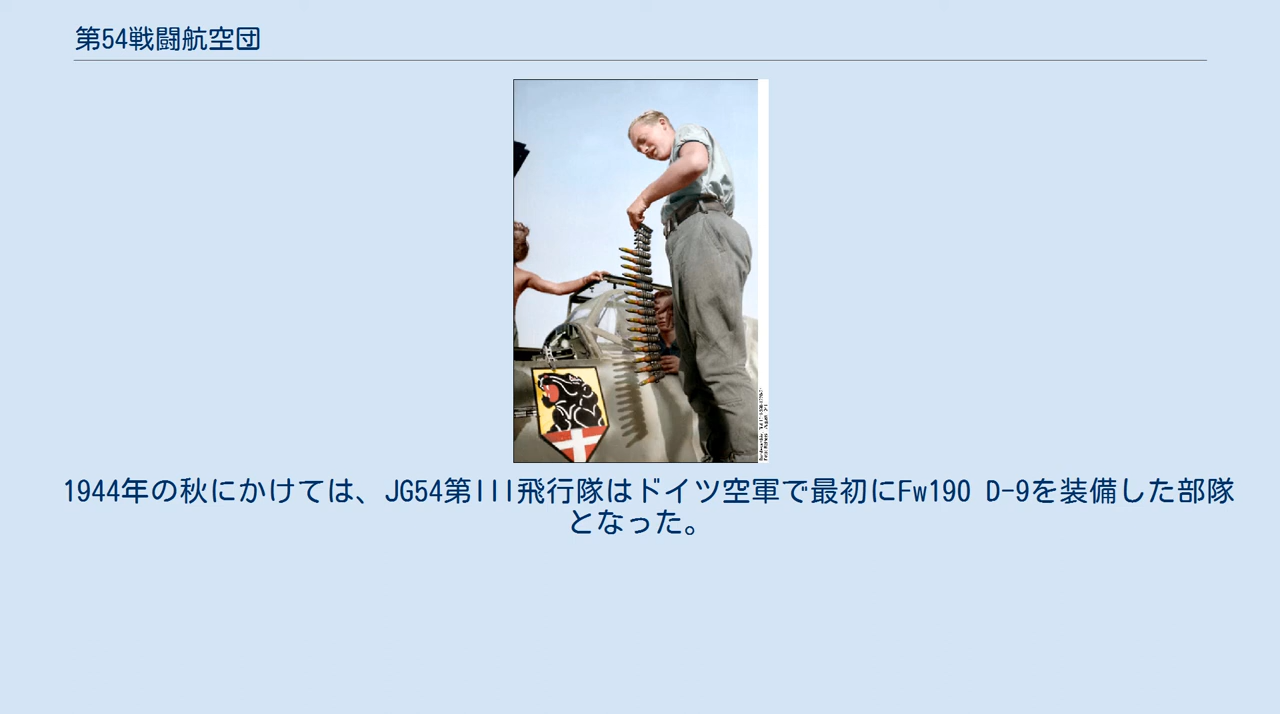 第54戦闘航空団
1944年の秋にかけては、JG54第III飛行隊はドイツ空軍で最初にFw190 D-9を装備した部隊
となった。